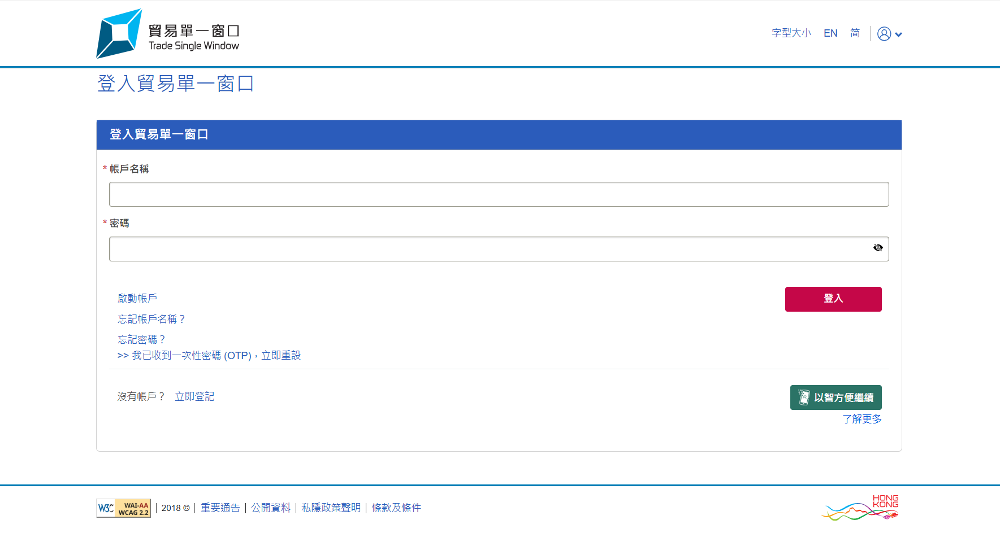 貿易單一窗口
Trade Single Window
字型大小 EN 简
登入貿易單一窗口
登入貿易單一窗口
* 帳戶名稱
* 密碼
啟動帳戶
登入
忘記帳戶名稱？
忘記密碼？
>> 我已收到一次性密碼 (OTP)，立即重設
沒有帳戶？ 立即登記
以智方便繼續
了解更多
W3C WAI-AA WCAG 2.2 | 2018 © | 重要通告 | 公開資料 | 私隱政策聲明 | 條款及條件
HONG
KONG